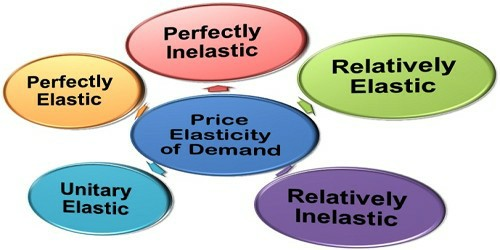 Perfectly
Inelastic
Relatively
Elastic
Perfectly
Elastic
Price
Elasticity
of Demand
Unitary
Elastic
Relatively
Inelastic